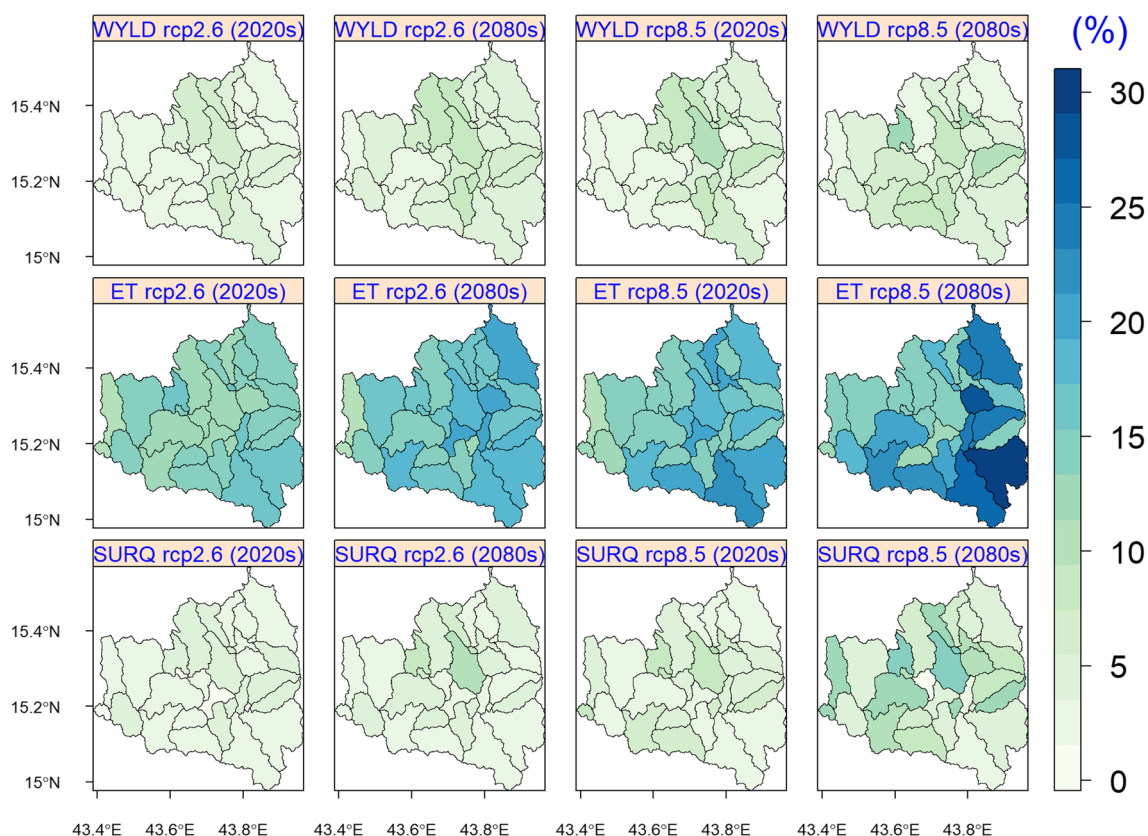 WYLD rcp2.6 (2020s) WYLD rcp2.6 (2080s) WYLD rcp8.5 (2020s) WYLD rcp8.5 (2080s) (%)
15.4°N
15.2°N
15°N
ET rcp2.6 (2020s) ET rcp2.6 (2080s) ET rcp8.5 (2020s) ET rcp8.5 (2080s)
15.4°N
15.2°N
15°N
SURQ rcp2.6 (2020s) SURQ rcp2.6 (2080s) SURQ rcp8.5 (2020s) SURQ rcp8.5 (2080s)
15.4°N
15.2°N
15°N
43.4°E 43.6°E 43.8°E 43.4°E 43.6°E 43.8°E 43.4°E 43.6°E 43.8°E 43.4°E 43.6°E 43.8°E
30
25
20
15
10
5
0